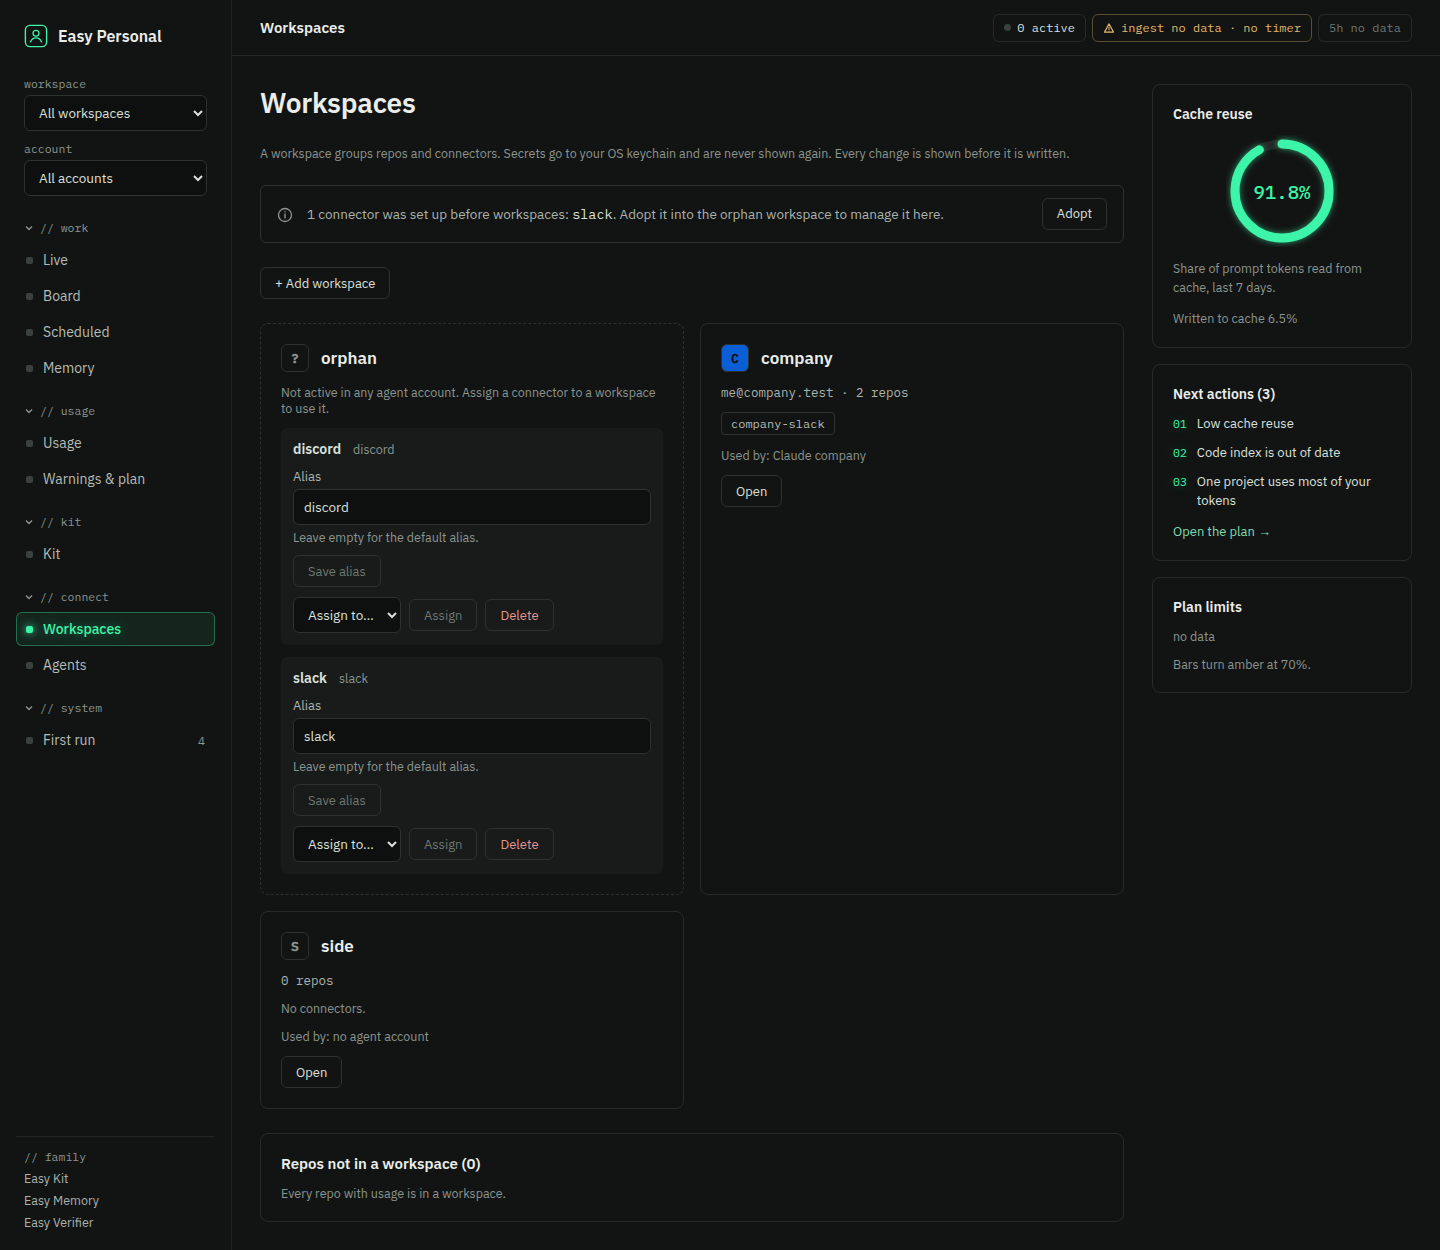 Easy Personal
workspace
All workspaces
account
All accounts
// work
Live
Board
Scheduled
Memory
// usage
Usage
Warnings & plan
// kit
Kit
// connect
Workspaces
Agents
// system
First run 4
// family
Easy Kit
Easy Memory
Easy Verifier
Workspaces
0 active
ingest no data · no timer
5h no data
Workspaces
A workspace groups repos and connectors. Secrets go to your OS keychain and are never shown again. Every change is shown before it is written.
1 connector was set up before workspaces: slack. Adopt it into the orphan workspace to manage it here.
Adopt
+ Add workspace
? orphan
Not active in any agent account. Assign a connector to a workspace
to use it.
discord discord
Alias
discord
Leave empty for the default alias.
Save alias
Assign to... Assign Delete
slack slack
Alias
slack
Leave empty for the default alias.
Save alias
Assign to... Assign Delete
C company
me@company.test · 2 repos
company-slack
Used by: Claude company
Open
S side
0 repos
No connectors.
Used by: no agent account
Open
Repos not in a workspace (0)
Every repo with usage is in a workspace.
Cache reuse
91.8%
Share of prompt tokens read from
cache, last 7 days.
Written to cache 6.5%
Next actions (3)
01 Low cache reuse
02 Code index is out of date
03 One project uses most of your
tokens
Open the plan →
Plan limits
no data
Bars turn amber at 70%.